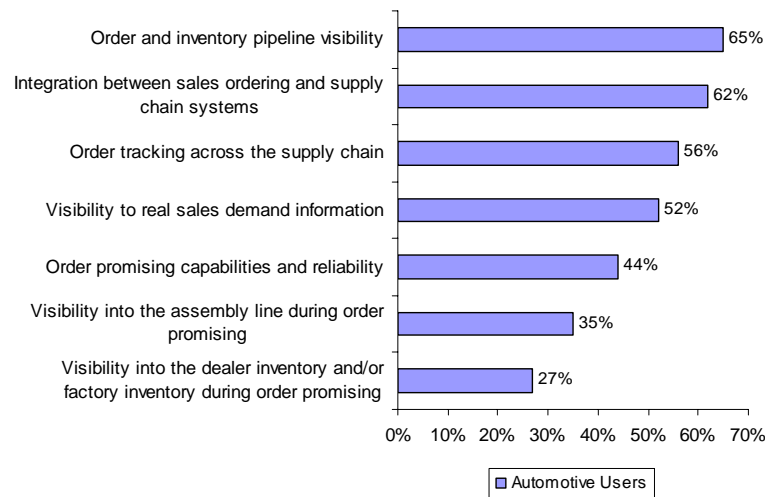 Order and inventory pipeline visibility
65%
Integration between sales ordering and supply
chain systems
62%
Order tracking across the supply chain
56%
Visibility to real sales demand information
52%
Order promising capabilities and reliability
44%
Visibility into the assembly line during order
promising
35%
Visibility into the dealer inventory and/or
factory inventory during order promising
27%
0% 10% 20% 30% 40% 50% 60% 70%
Automotive Users